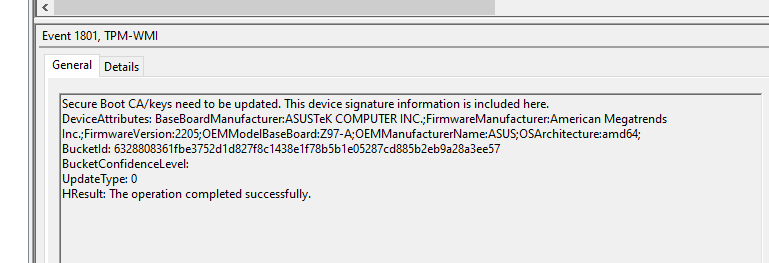 Event 1801, TPM-WMI
General
Details
Secure Boot CA/keys need to be updated. This device signature information is included here.
DeviceAttributes: BaseBoardManufacturer:ASUSTeK COMPUTER INC.;FirmwareManufacturer:American Megatrends
Inc.;FirmwareVersion:2205;OEMModelBaseBoard:Z97-A;OEMManufacturerName:ASUS;OSArchitecture:amd64;
BucketId: 6328808361fbe3752d1d827f8c1438e1f78b5b1e05287cd885b2eb9a28a3ee57
BucketConfidenceLevel:
UpdateType: 0
HResult: The operation completed successfully.